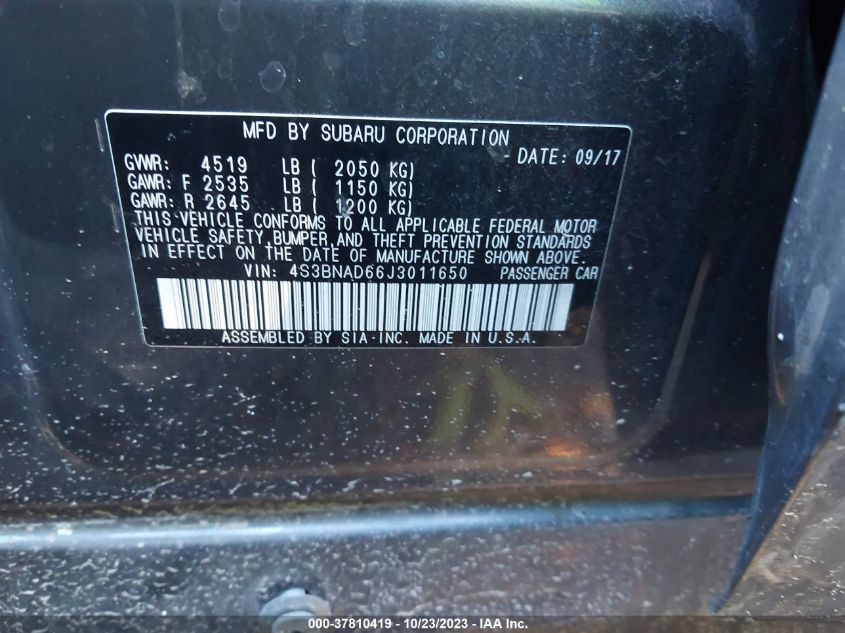 MFD BY SUBARU CORPORATION
DATE: 09/17
GVWR: 4519 LB ( 2050 KG)
GAWR: F 2535 LB ( 1150 KG)
GAWR: R 2645 LB ( 1200 KG)
THIS VEHICLE CONFORMS TO ALL APPLICABLE FEDERAL MOTOR
VEHICLE SAFETY, BUMPER, AND THEFT PREVENTION STANDARDS
IN EFFECT ON THE DATE OF MANUFACTURE SHOWN ABOVE.
VIN: 4S3BNAD66J3011650 PASSENGER CAR
ASSEMBLED BY SIA-INC. MADE IN U.S.A.
000-37810419 - 10/23/2023 - IAA Inc.